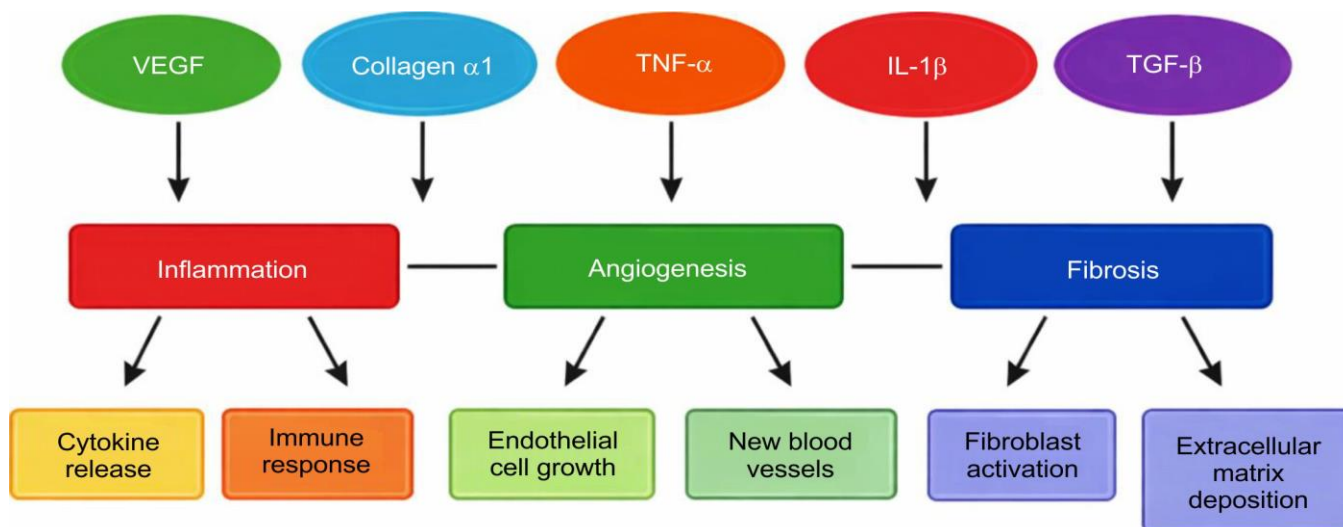 VEGF
Collagen α1
TNF-α
IL-1β
TGF-β
Inflammation
Angiogenesis
Fibrosis
Cytokine
release
Immune
response
Endothelial
cell growth
New blood
vessels
Fibroblast
activation
Extracellular
matrix
deposition